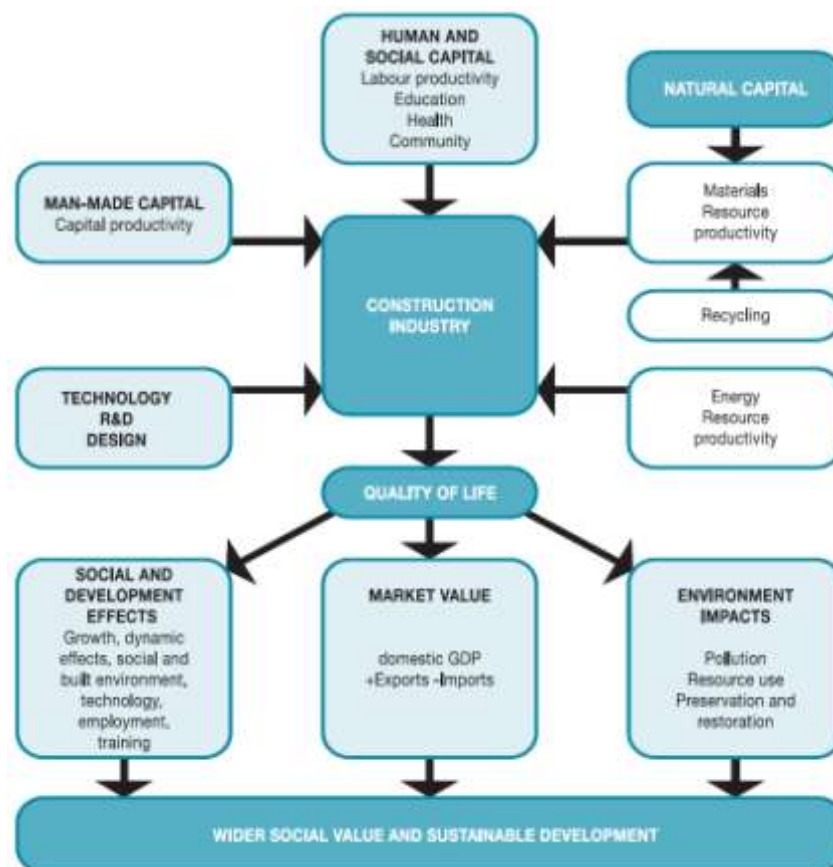 HUMAN AND
SOCIAL CAPITAL
Labour productivity
Education
Health
Community
NATURAL CAPITAL
MAN-MADE CAPITAL
Capital productivity
Materials
Resource
productivity
CONSTRUCTION
INDUSTRY
Recycling
TECHNOLOGY
R&D
DESIGN
Energy
Resource
productivity
QUALITY OF LIFE
SOCIAL AND
DEVELOPMENT
EFFECTS
Growth, dynamic
effects, social and
built environment,
technology,
employment,
training
MARKET VALUE
domestic GDP
+Exports -Imports
ENVIRONMENT
IMPACTS
Pollution
Resource use
Preservation and
restoration
WIDER SOCIAL VALUE AND SUSTAINABLE DEVELOPMENT